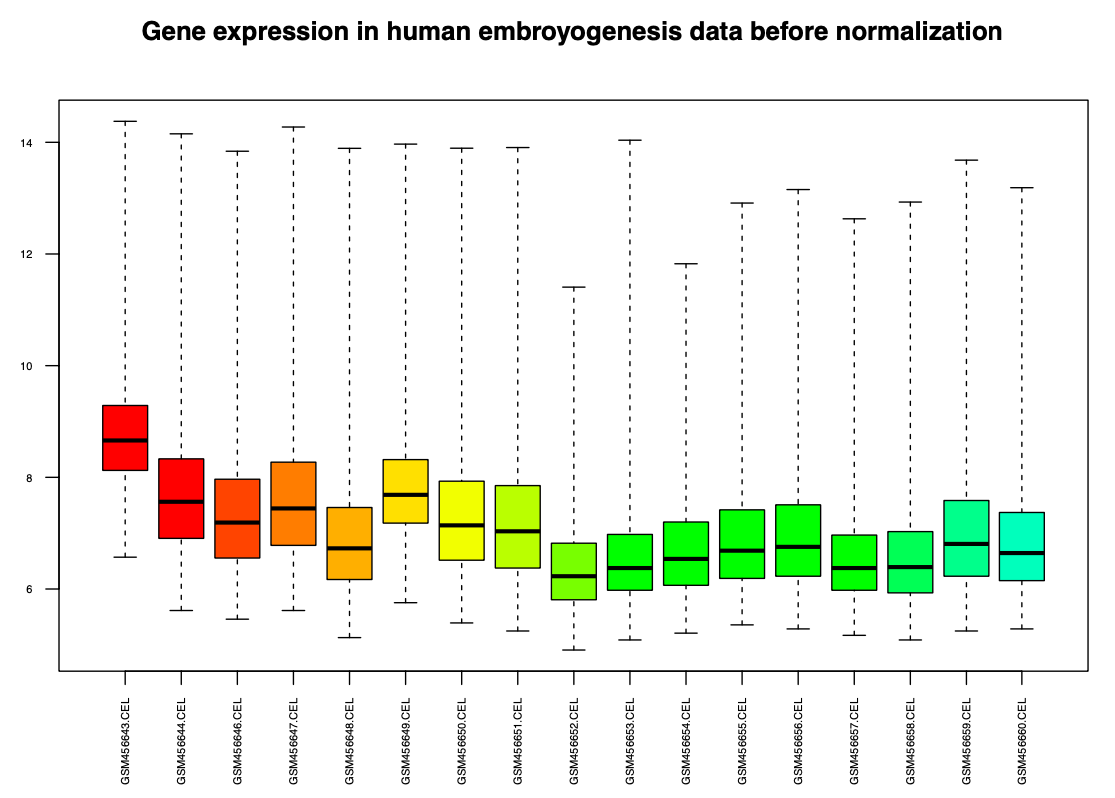 Gene expression in human embroyogenesis data before normalization
14
12
10
8
6
GSM456643.CEL
GSM456644.CEL
GSM456646.CEL
GSM456647.CEL
GSM456648.CEL
GSM456649.CEL
GSM456650.CEL
GSM456651.CEL
GSM456652.CEL
GSM456653.CEL
GSM456654.CEL
GSM456655.CEL
GSM456656.CEL
GSM456657.CEL
GSM456658.CEL
GSM456659.CEL
GSM456660.CEL